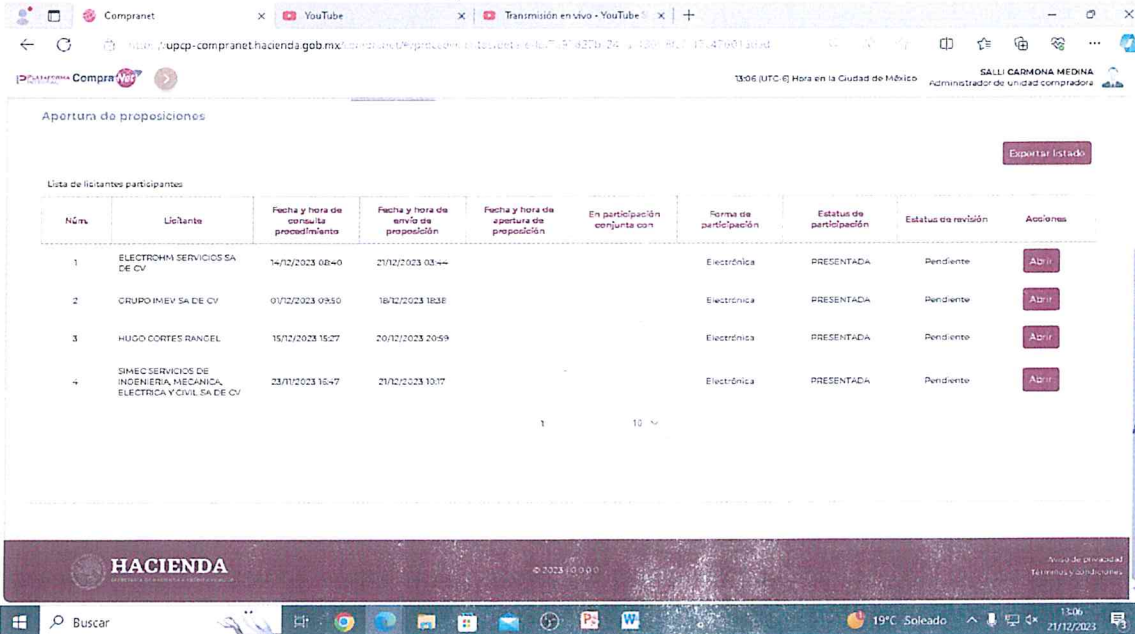 Compranet
YouTube
Transmisión en vivo - YouTube
upcp-compranet.hacienda.gob.mx
CompraNet
13:06 (UTC-6) Hora en la Ciudad de México
SALLI CARMONA MEDINA
Administrador de unidad compradora
Apertura de proposiciones
Exportar listado
Lista de licitantes participantes
Núm. Licitante Fecha y hora de consulta procedimiento Fecha y hora de envío de proposición Fecha y hora de apertura de proposición En participación conjunta con Forma de participación Estatus de participación Estatus de revisión Acciones
1 ELECTROHM SERVICIOS SA DE CV 14/12/2023 08:40 21/12/2023 03:44 Electrónica PRESENTADA Pendiente Abrir
2 GRUPO IMEV SA DE CV 01/12/2023 09:50 18/12/2023 18:38 Electrónica PRESENTADA Pendiente Abrir
3 HUGO CORTES RANGEL 15/12/2023 15:27 20/12/2023 20:59 Electrónica PRESENTADA Pendiente Abrir
4 SIMEC SERVICIOS DE INGENIERIA, MECANICA, ELECTRICA Y CIVIL SA DE CV 23/11/2023 16:47 21/12/2023 10:17 Electrónica PRESENTADA Pendiente Abrir
1 10
HACIENDA
© 2023
Aviso de privacidad
Términos y condiciones
Buscar
19°C Soleado
13:06
21/12/2023